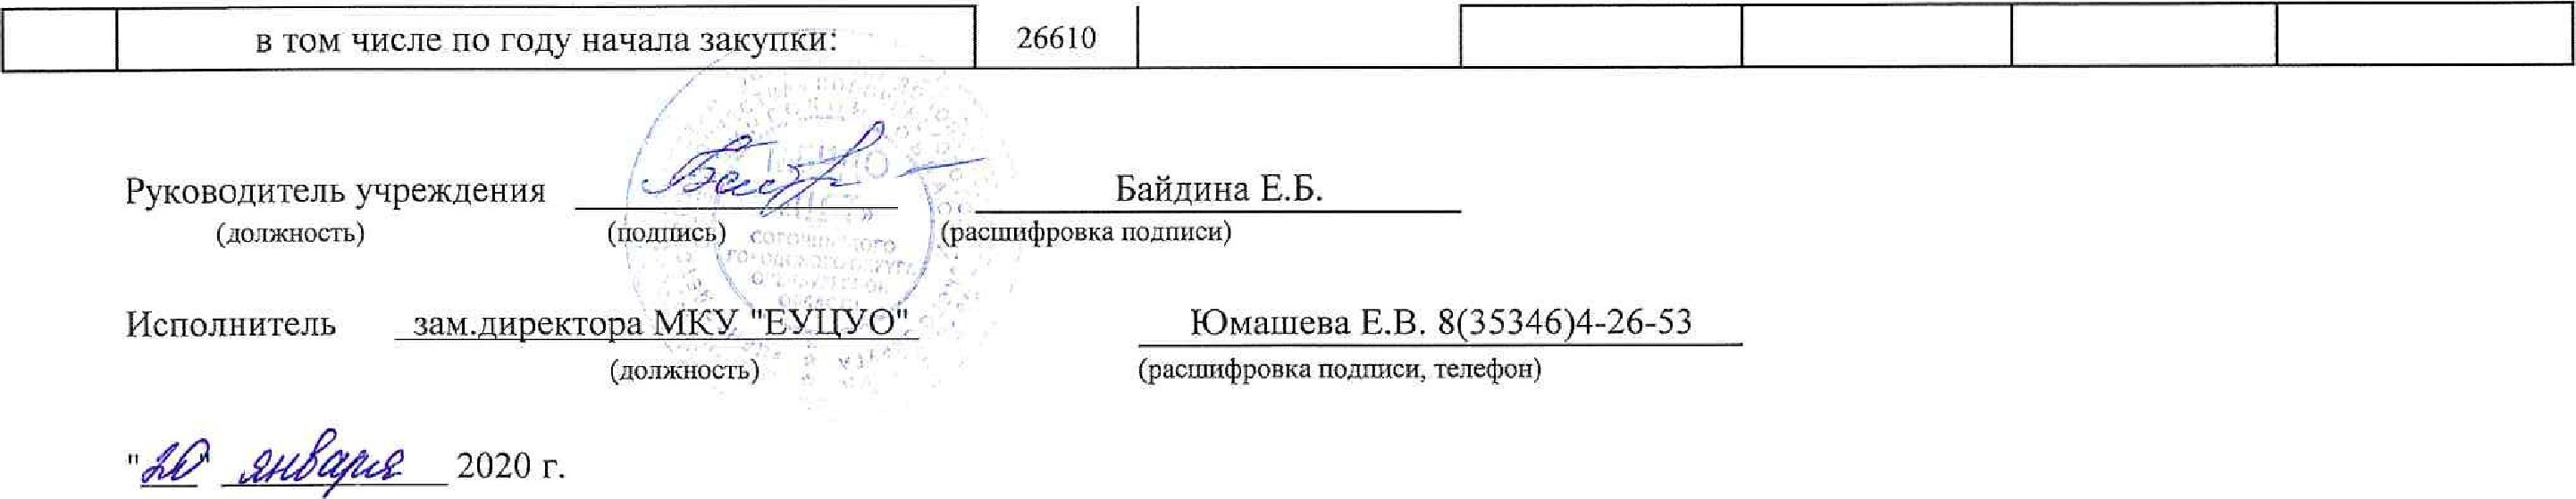 в том числе по году начала закупки: 26610
Руководитель учреждения Байдина Е.Б.
(должность) (подпись) (расшифровка подписи)
Исполнитель зам.директора МКУ "ЕУЦУО" Юмашева Е.В. 8(35346)4-26-53
(должность) (расшифровка подписи, телефон)
"20" января 2020 г.